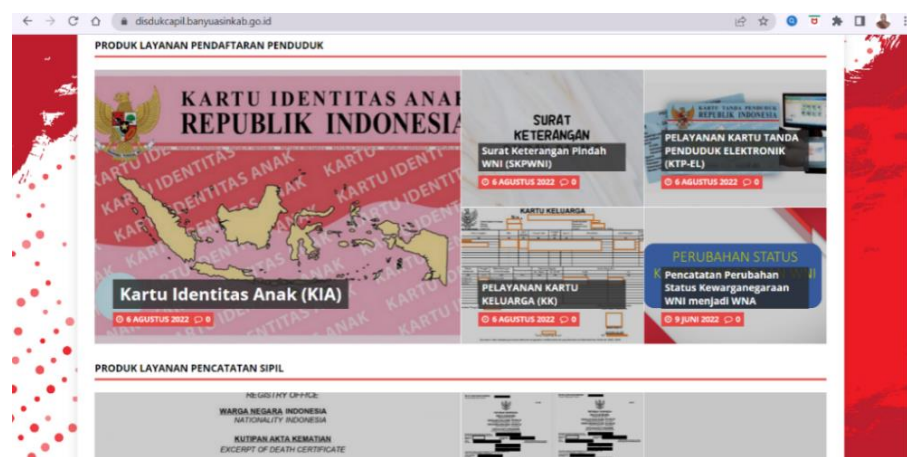 disdukcapil.banyuasinkab.go.id
PRODUK LAYANAN PENDAFTARAN PENDUDUK
KARTU IDENTITAS ANAK
REPUBLIK INDONESIA
Kartu Identitas Anak (KIA)
6 AGUSTUS 2022 0
SURAT
KETERANGAN
Surat Keterangan Pindah
WNI (SKPWNI)
6 AGUSTUS 2022 0
KARTU TANDA PENDUDUK
REPUBLIK INDONESIA
PELAYANAN KARTU TANDA
PENDUDUK ELEKTRONIK
(KTP-EL)
6 AGUSTUS 2022 0
KARTU KELUARGA
PELAYANAN KARTU
KELUARGA (KK)
6 AGUSTUS 2022 0
PERUBAHAN STATUS
Pencatatan Perubahan
Status Kewarganegaraan
WNI menjadi WNA
9 JUNI 2022 0
PRODUK LAYANAN PENCATATAN SIPIL
REGISTRY OFFICE
WARGA NEGARA INDONESIA
NATIONALITY INDONESIA
KUTIPAN AKTA KEMATIAN
EXCERPT OF DEATH CERTIFICATE